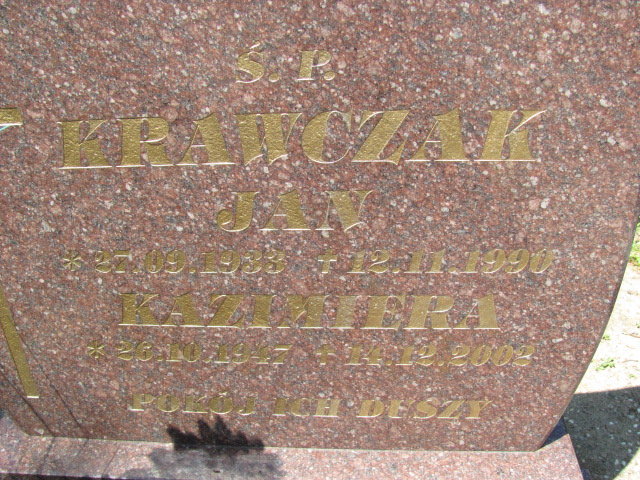 Ś. P.
KRAWCZAK
JAN
* 27.09.1933 + 12.11.1990
KAZIMIERA
* 26.10.1947 + 14.12.2002
POKÓJ ICH DUSZY